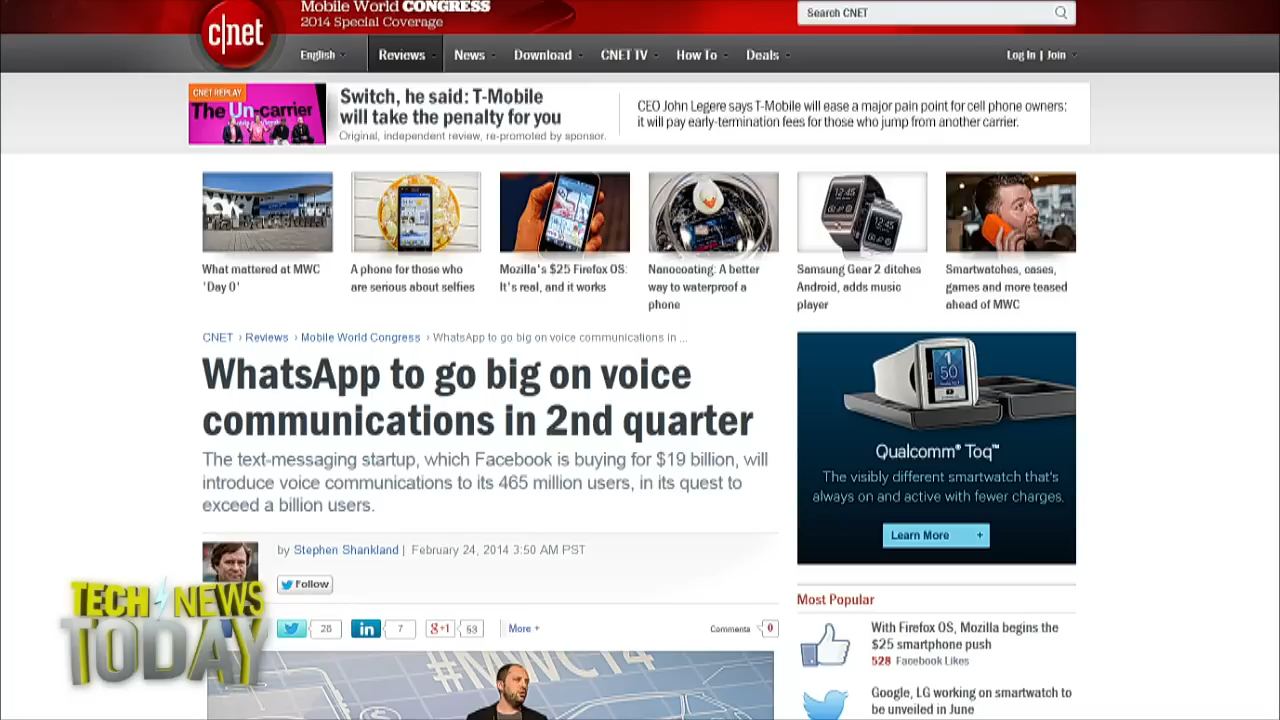 Mobile World CONGRESS
2014 Special Coverage
c|net
Search CNET
English
Reviews
News
Download
CNET TV
How To
Deals
Log In | Join
CNET REPLAY
The Un-carrier
Switch, he said: T-Mobile
will take the penalty for you
Original, independent review, re-promoted by sponsor.
CEO John Legere says T-Mobile will ease a major pain point for cell phone owners;
it will pay early-termination fees for those who jump from another carrier.
What mattered at MWC
'Day 0'
A phone for those who
are serious about selfies
Mozilla's $25 Firefox OS:
It's real, and it works
Nanocoating: A better
way to waterproof a
phone
12:45
12:45
Samsung Gear 2 ditches
Android, adds music
player
Smartwatches, cases,
games and more teased
ahead of MWC
CNET › Reviews › Mobile World Congress › WhatsApp to go big on voice communications in ...
WhatsApp to go big on voice
communications in 2nd quarter
The text-messaging startup, which Facebook is buying for $19 billion, will
introduce voice communications to its 465 million users, in its quest to
exceed a billion users.
by Stephen Shankland | February 24, 2014 3:50 AM PST
Follow
28
in
7
g+1
53
More +
Comments
0
#MWC14
1
50
Qualcomm® Toq™
The visibly different smartwatch that's
always on and active with fewer charges.
Learn More +
Most Popular
With Firefox OS, Mozilla begins the
$25 smartphone push
528 Facebook Likes
Google, LG working on smartwatch to
be unveiled in June
TECH NEWS
TODAY